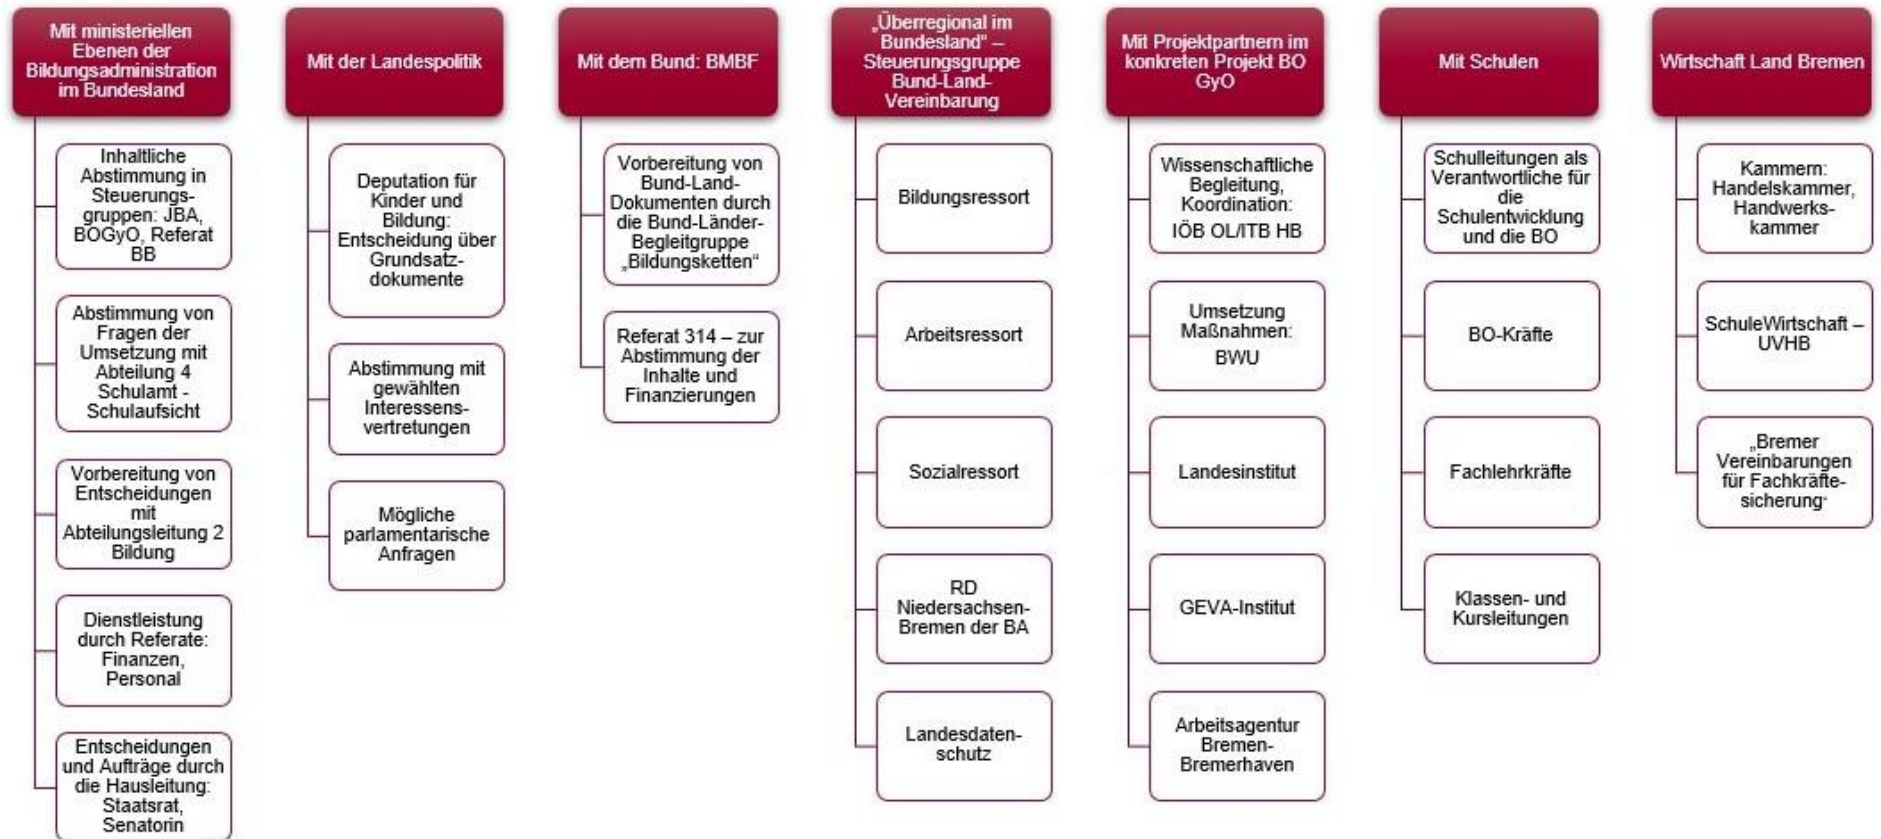 Mit ministeriellen
Ebenen der
Bildungsadministration
im Bundesland
Inhaltliche
Abstimmung in
Steuerungs-
gruppen: JBA,
BOGyO, Referat
BB
Abstimmung von
Fragen der
Umsetzung mit
Abteilung 4
Schulamt -
Schulaufsicht
Vorbereitung von
Entscheidungen
mit
Abteilungsleitung 2
Bildung
Dienstleistung
durch Referate:
Finanzen,
Personal
Entscheidungen
und Aufträge durch
die Hausleitung:
Staatsrat,
Senatorin
Mit der Landespolitik
Deputation für
Kinder und
Bildung:
Entscheidung über
Grundsatz-
dokumente
Abstimmung mit
gewählten
Interessens-
vertretungen
Mögliche
parlamentarische
Anfragen
Mit dem Bund: BMBF
Vorbereitung von
Bund-Land-
Dokumenten durch
die Bund-Länder-
Begleitgruppe
„Bildungsketten“
Referat 314 – zur
Abstimmung der
Inhalte und
Finanzierungen
„Überregional im
Bundesland“ –
Steuerungsgruppe
Bund-Land-
Vereinbarung
Bildungsressort
Arbeitsressort
Sozialressort
RD
Niedersachsen-
Bremen der BA
Landesdaten-
schutz
Mit Projektpartnern im
konkreten Projekt BO
GyO
Wissenschaftliche
Begleitung,
Koordination:
IÖB OL/ITB HB
Umsetzung
Maßnahmen:
BWU
Landesinstitut
GEVA-Institut
Arbeitsagentur
Bremen-
Bremerhaven
Mit Schulen
Schulleitungen als
Verantwortliche für
die
Schulentwicklung
und die BO
BO-Kräfte
Fachlehrkräfte
Klassen- und
Kursleitungen
Wirtschaft Land Bremen
Kammern:
Handelskammer,
Handwerks-
kammer
SchuleWirtschaft –
UVHB
„Bremer
Vereinbarungen
für Fachkräfte-
sicherung“